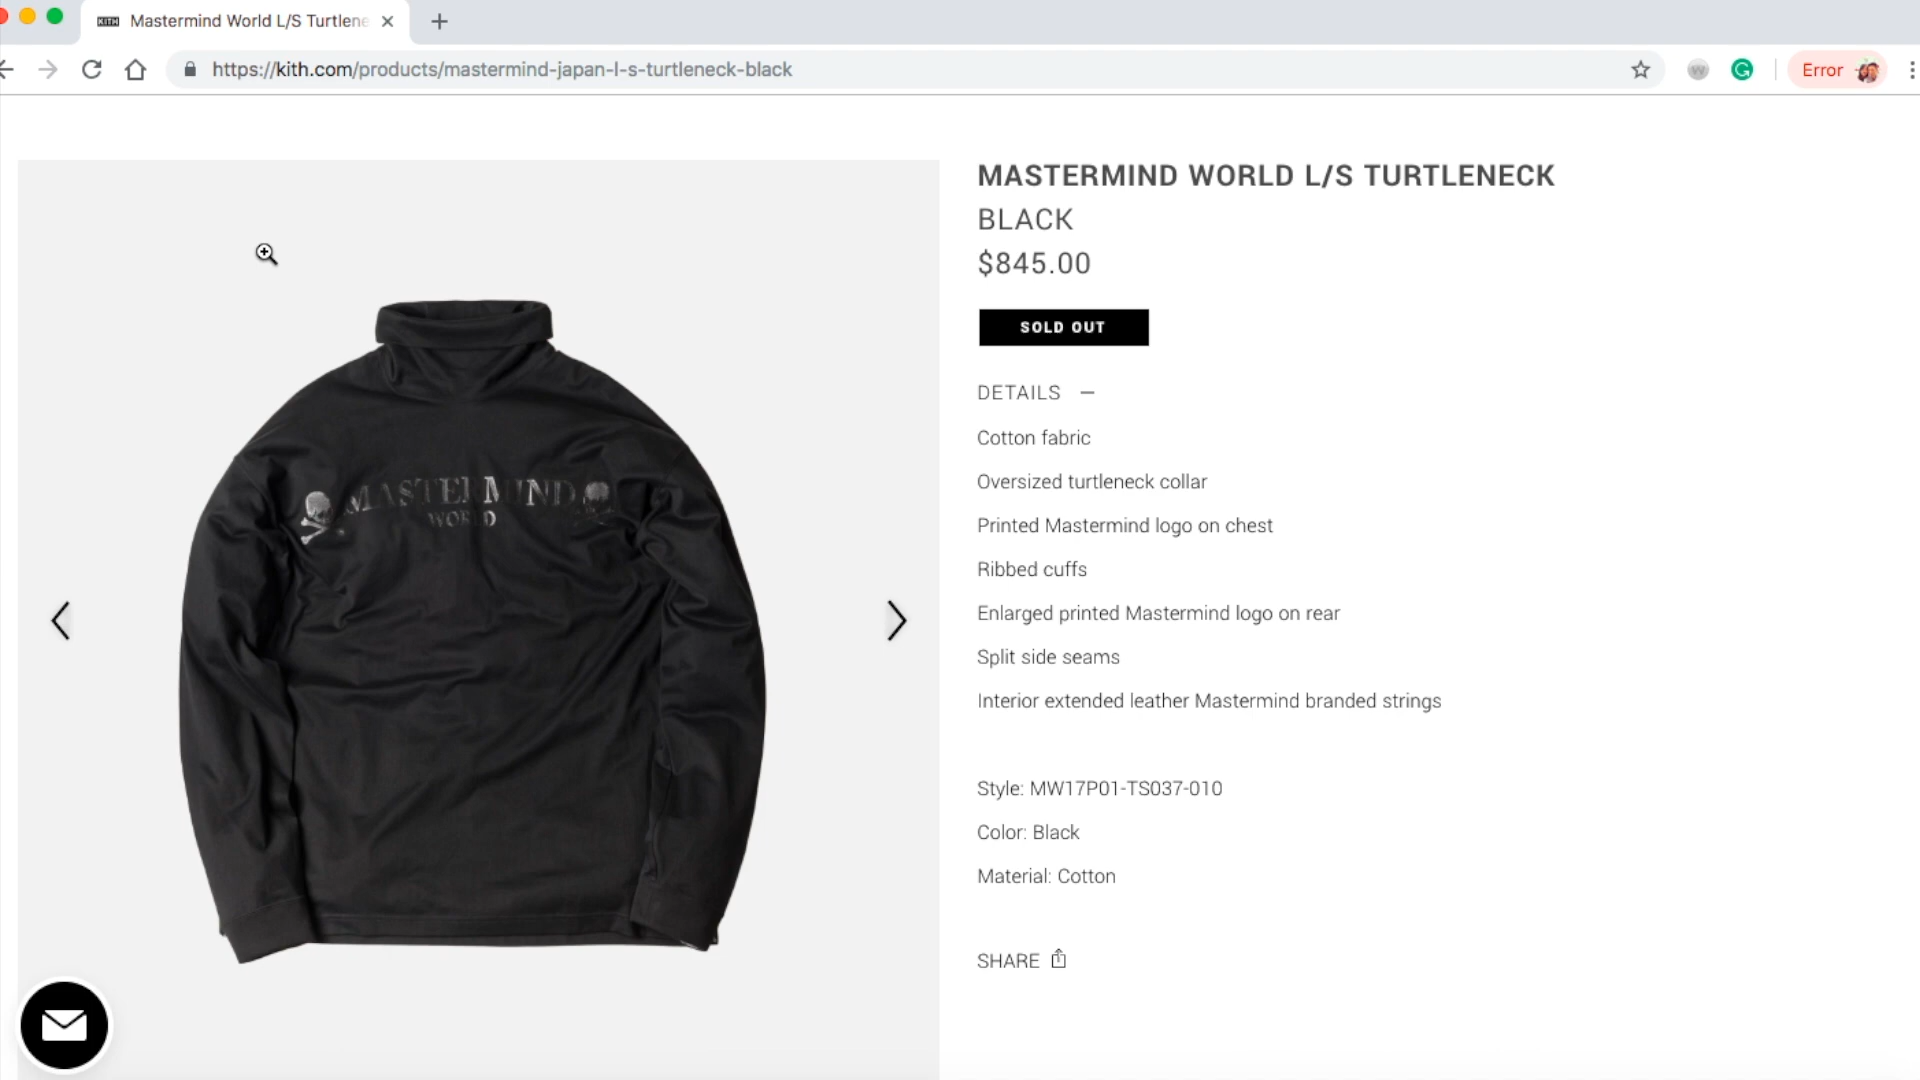 KITH Mastermind World L/S Turtlene
https://kith.com/products/mastermind-japan-l-s-turtleneck-black
Error
MASTERMIND WORLD L/S TURTLENECK
BLACK
$845.00
SOLD OUT
DETAILS —
Cotton fabric
Oversized turtleneck collar
Printed Mastermind logo on chest
Ribbed cuffs
Enlarged printed Mastermind logo on rear
Split side seams
Interior extended leather Mastermind branded strings
Style: MW17P01-TS037-010
Color: Black
Material: Cotton
SHARE
MASTERMIND
WORLD